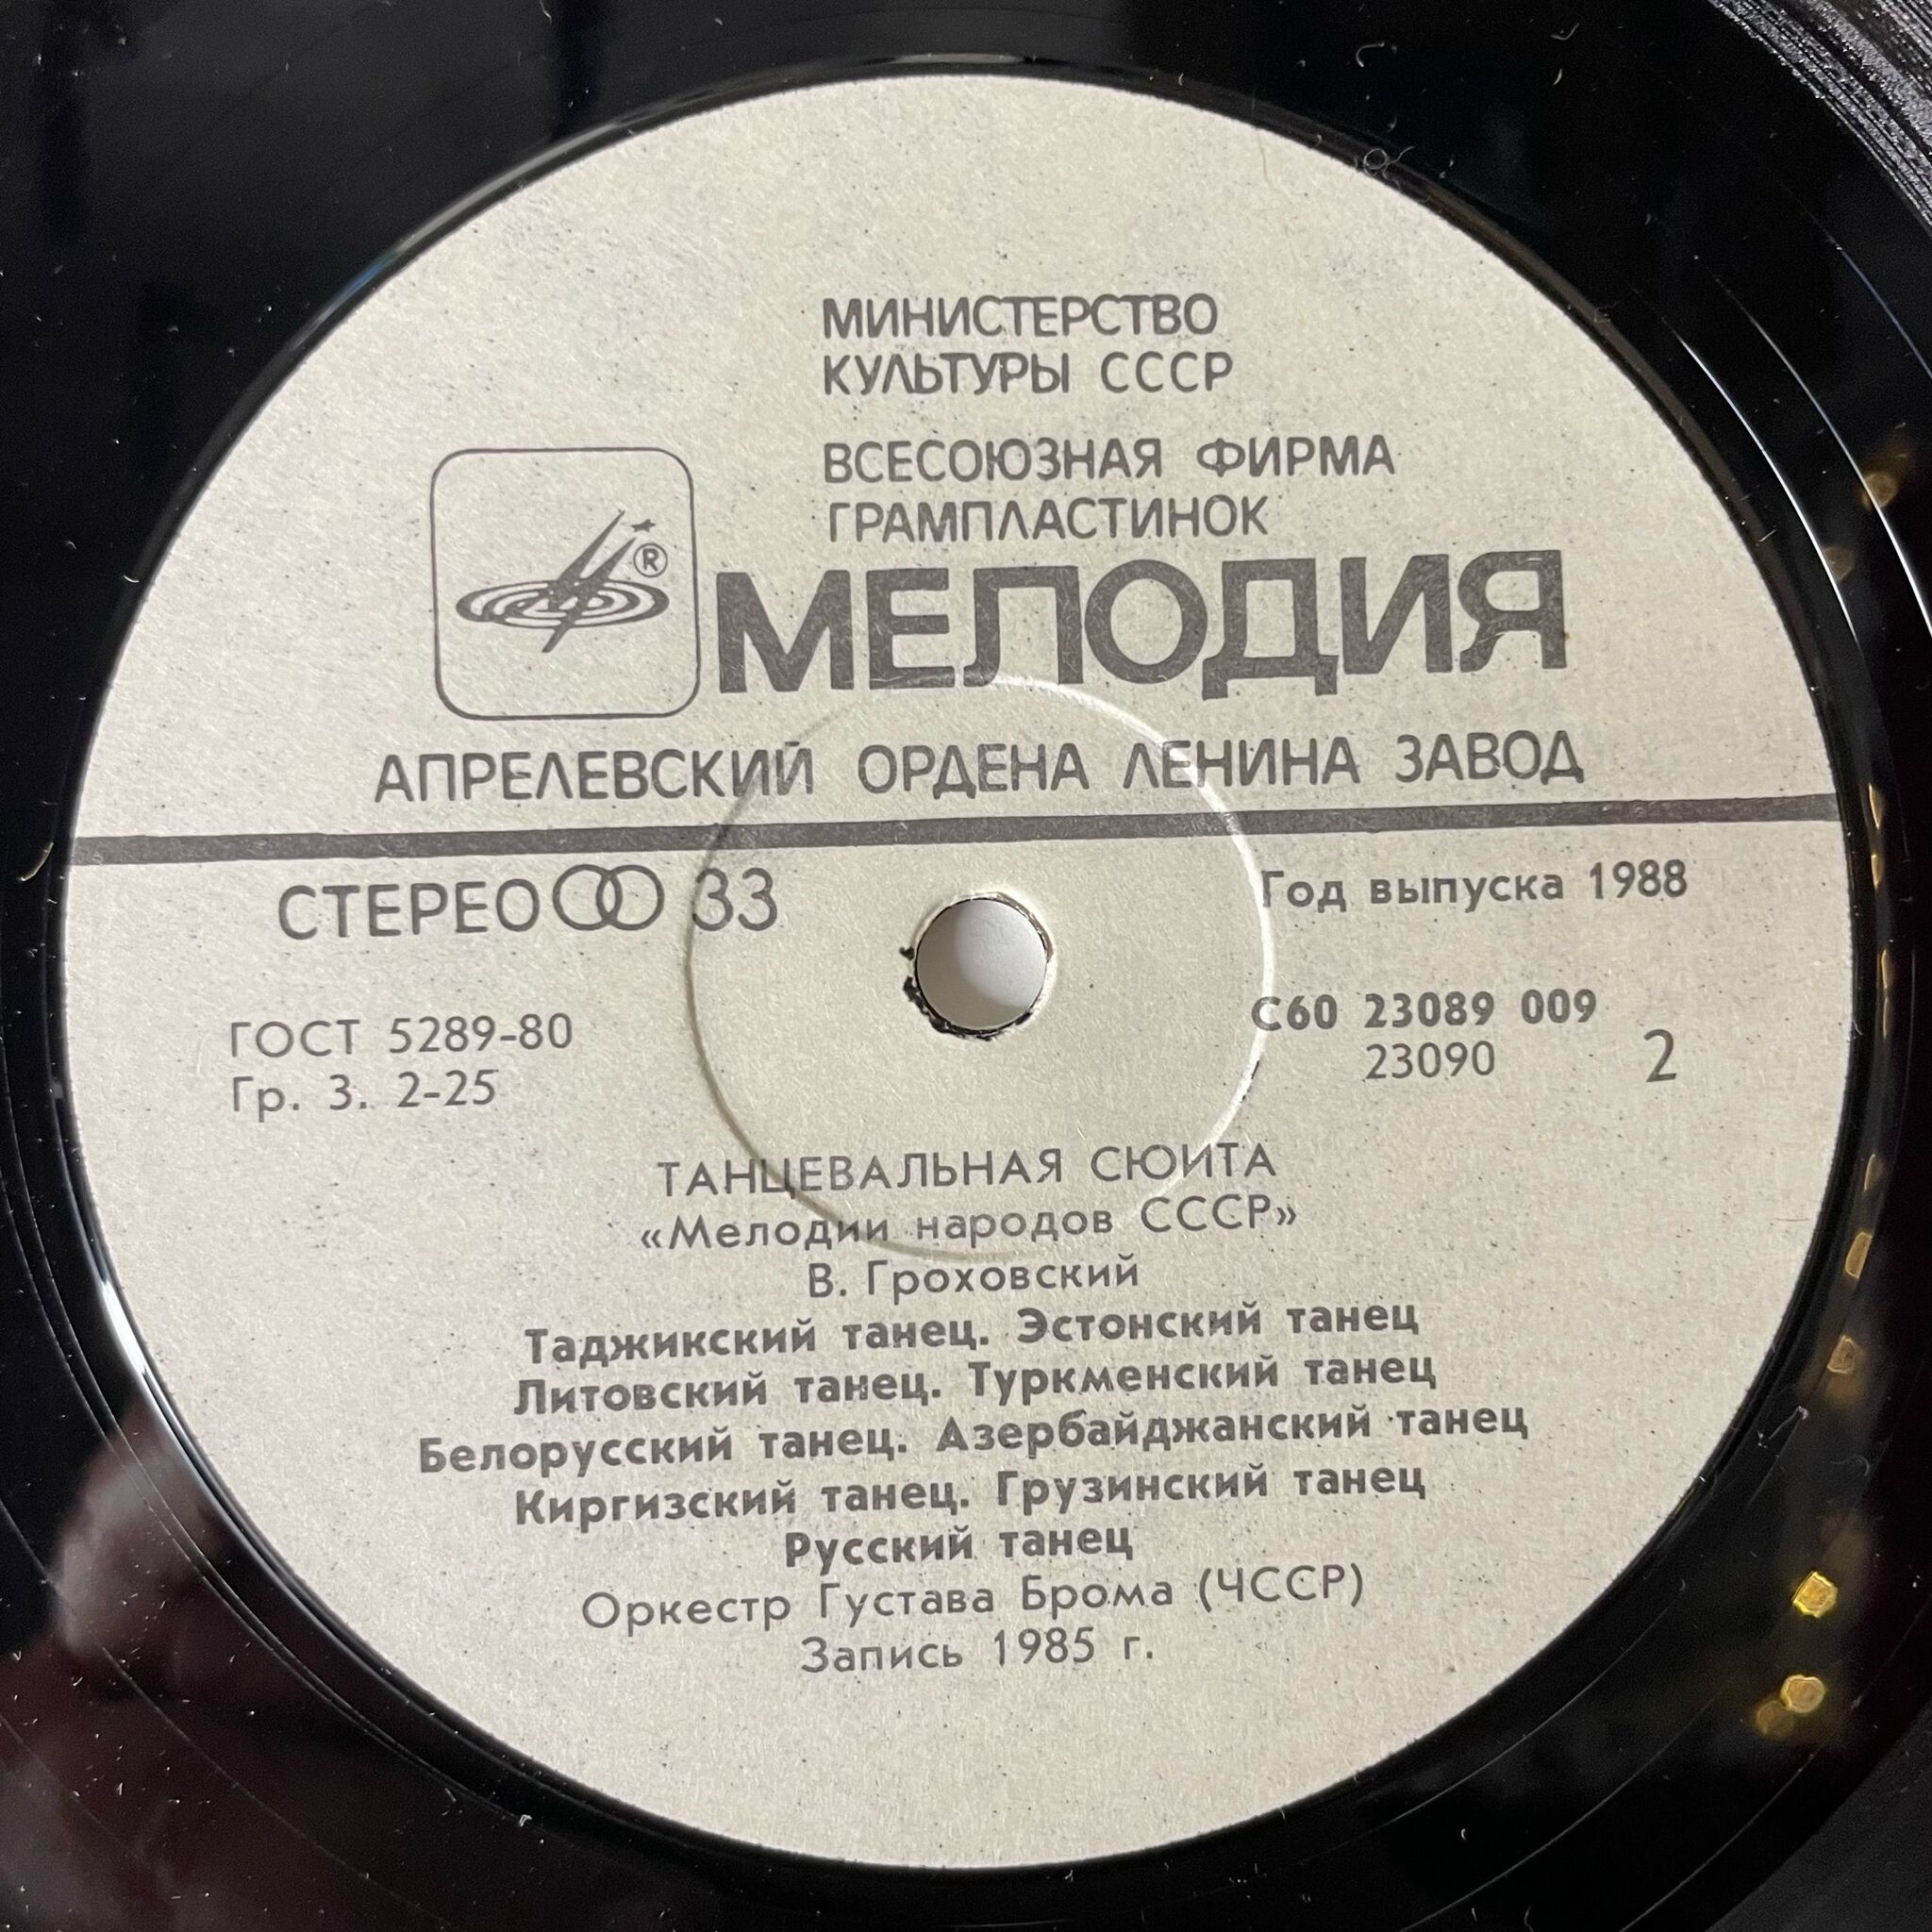 МИНИСТЕРСТВО
КУЛЬТУРЫ СССР
ВСЕСОЮЗНАЯ ФИРМА
ГРАМПЛАСТИНОК
®
МЕЛОДИЯ
АПРЕЛЕВСКИЙ ОРДЕНА ЛЕНИНА ЗАВОД
СТЕРЕО 33
Год выпуска 1988
ГОСТ 5289-80
Гр. 3. 2-25
С60 23089 009
23090
2
ТАНЦЕВАЛЬНАЯ СЮИТА
«Мелодии народов СССР»
В. Гроховский
Таджикский танец. Эстонский танец
Литовский танец. Туркменский танец
Белорусский танец. Азербайджанский танец
Киргизский танец. Грузинский танец
Русский танец
Оркестр Густава Брома (ЧССР)
Запись 1985 г.